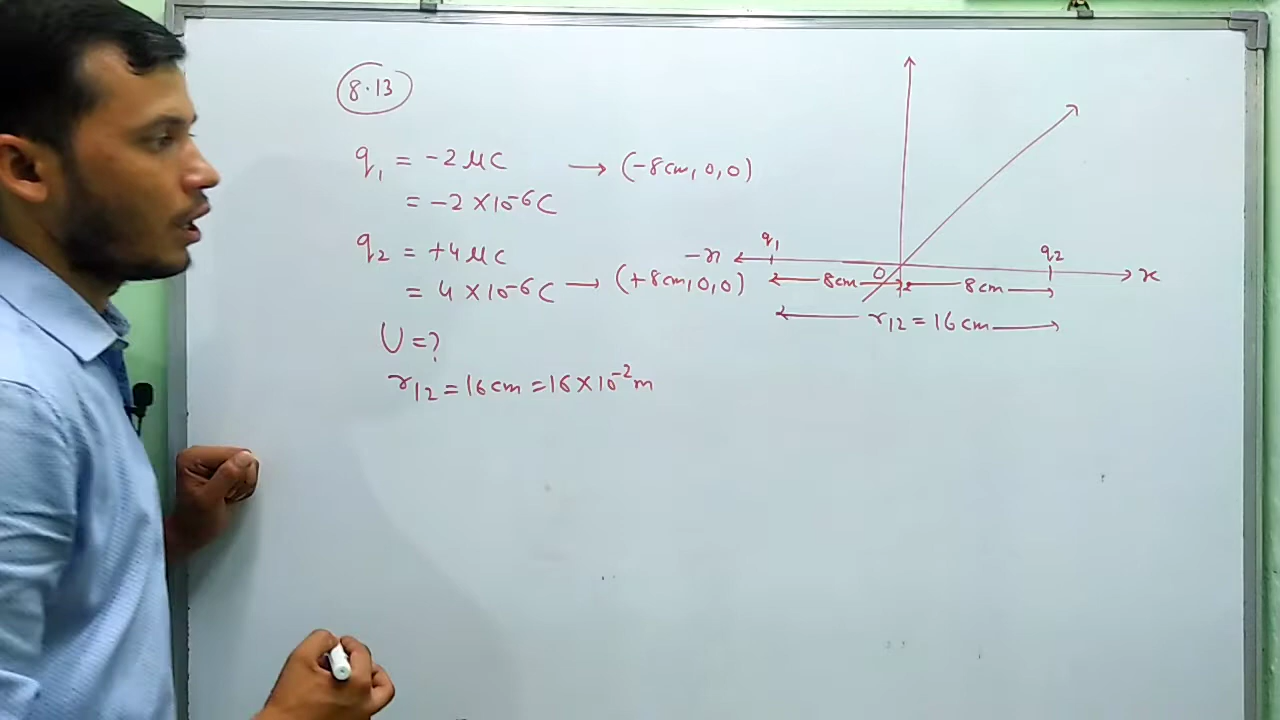 8.13
q₁ = -2 μC → (-8cm, 0, 0)
= -2 × 10⁻⁶ C
q₂ = +4 μC
= 4 × 10⁻⁶ C → (+8cm, 0, 0)
U = ?
r₁₂ = 16 cm = 16 × 10⁻² m
q₁
q₂
-x
O
x
8cm
8cm
r₁₂ = 16 cm